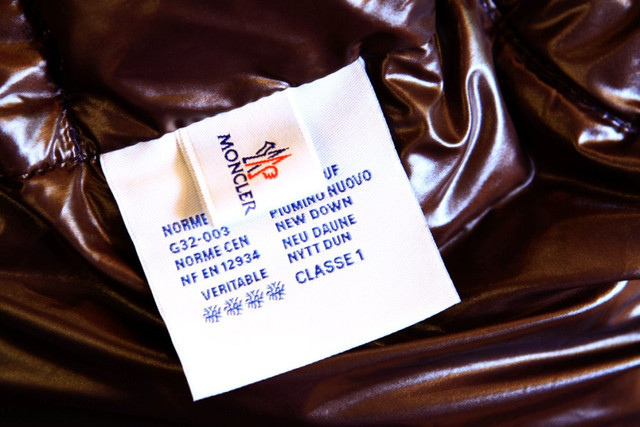 MONCLER
NORME
G32-003
NORME CEN
NF EN 12934
VERITABLE
UF
PIUMINO NUOVO
NEW DOWN
NEU DAUNE
NYTT DUN
CLASSE 1